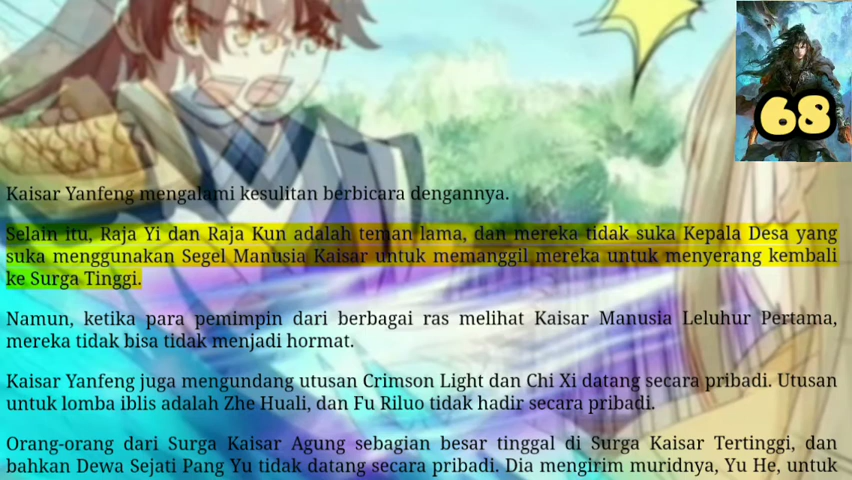 68
Kaisar Yanfeng mengalami kesulitan berbicara dengannya.
Selain itu, Raja Yi dan Raja Kun adalah teman lama, dan mereka tidak suka Kepala Desa yang
suka menggunakan Segel Manusia Kaisar untuk memanggil mereka untuk menyerang kembali
ke Surga Tinggi.
Namun, ketika para pemimpin dari berbagai ras melihat Kaisar Manusia Leluhur Pertama,
mereka tidak bisa tidak menjadi hormat.
Kaisar Yanfeng juga mengundang utusan Crimson Light dan Chi Xi datang secara pribadi. Utusan
untuk lomba iblis adalah Zhe Huali, dan Fu Riluo tidak hadir secara pribadi.
Orang-orang dari Surga Kaisar Agung sebagian besar tinggal di Surga Kaisar Tertinggi, dan
bahkan Dewa Sejati Pang Yu tidak datang secara pribadi. Dia mengirim muridnya, Yu He, untuk